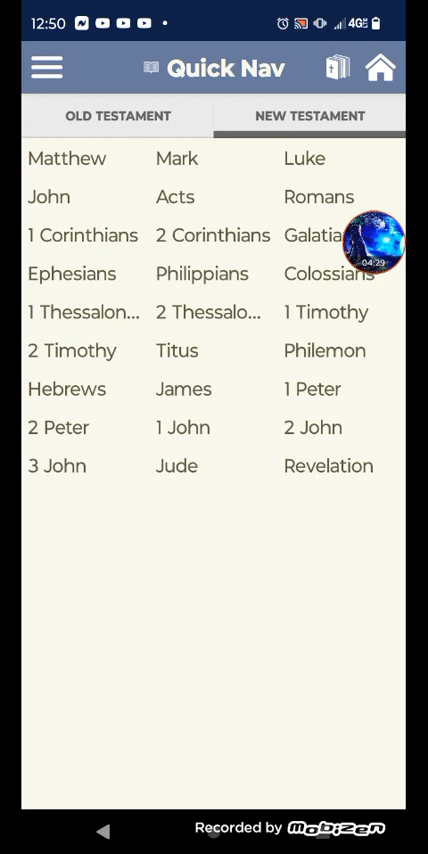 12:50 4G
Quick Nav
OLD TESTAMENT NEW TESTAMENT
Matthew Mark Luke
John Acts Romans
1 Corinthians 2 Corinthians Galatia
Ephesians Philippians Colossians
1 Thessalon... 2 Thessalo... 1 Timothy
2 Timothy Titus Philemon
Hebrews James 1 Peter
2 Peter 1 John 2 John
3 John Jude Revelation
04:29
Recorded by Mobizen